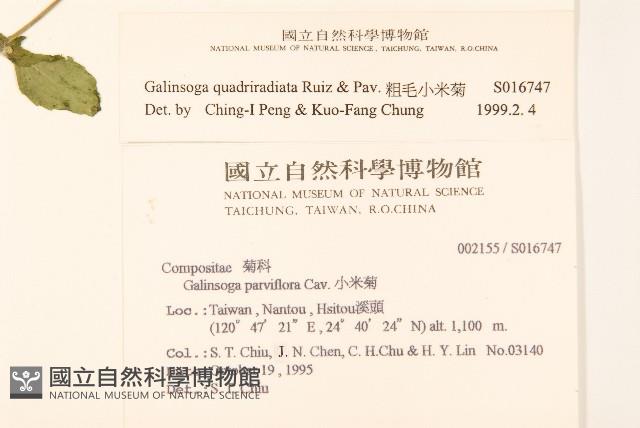 國立自然科學博物館
NATIONAL MUSEUM OF NATURAL SCIENCE, TAICHUNG, TAIWAN, R.O.CHINA
Galinsoga quadriradiata Ruiz & Pav. 粗毛小米菊 S016747
Det. by Ching-I Peng & Kuo-Fang Chung 1999.2. 4
國立自然科學博物館
NATIONAL MUSEUM OF NATURAL SCIENCE
TAICHUNG, TAIWAN, R.O.CHINA
002155 / S016747
Compositae 菊科
Galinsoga parviflora Cav. 小米菊
Loc.:Taiwan , Nantou , Hsitou溪頭
(120° 47' 21" E , 24° 40' 24" N) alt. 1,100 m.
Col.: S. T. Chiu, J. N. Chen, C. H.Chu & H. Y. Lin No.03140
October 19 , 1995
Det.: S. T. Chiu
國立自然科學博物館
NATIONAL MUSEUM OF NATURAL SCIENCE